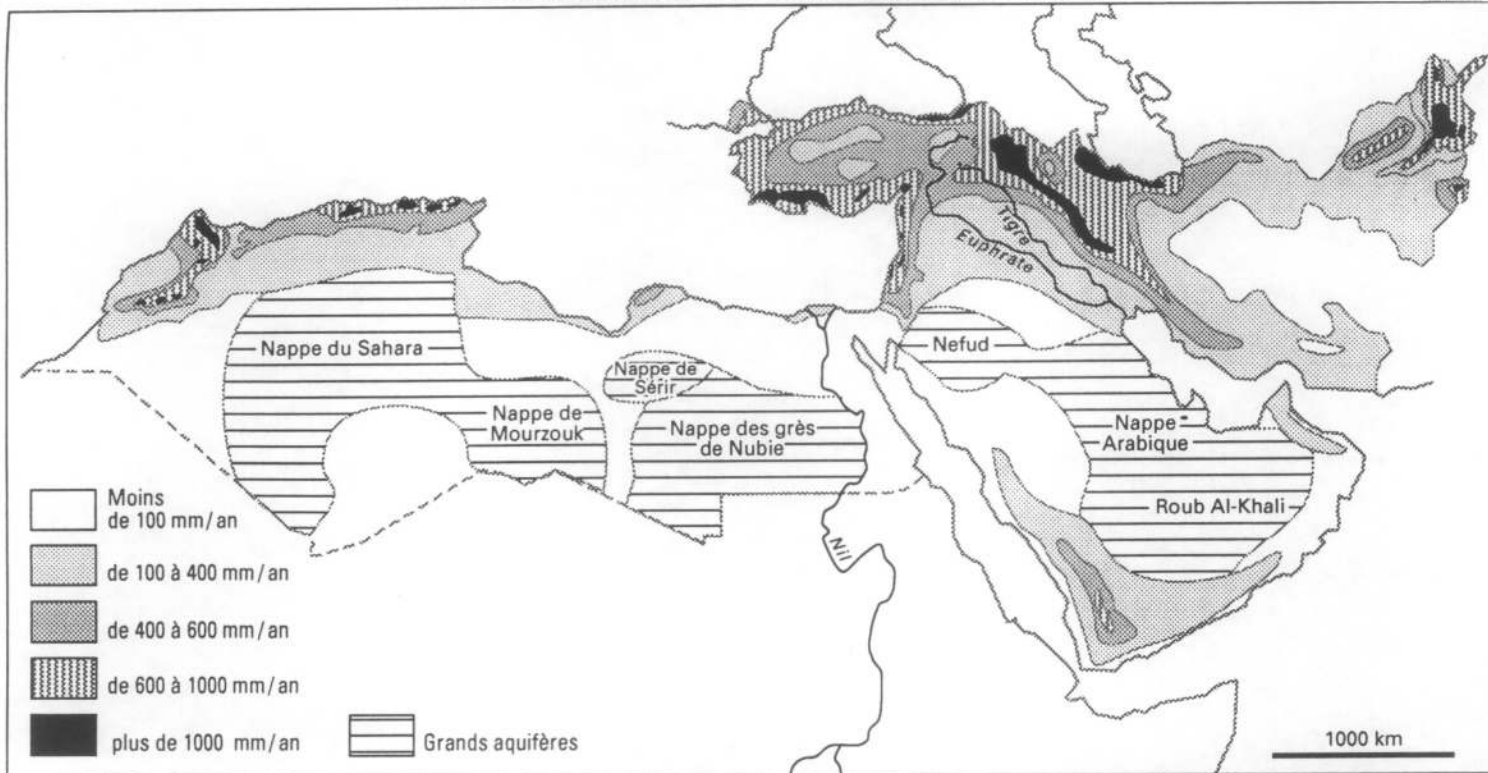 Tigre
Euphrate
Nappe du Sahara
Nappe de
Sérir
Nappe de
Mourzouk
Nappe des grès
de Nubie
Nefud
Nappe
Arabique
Roub Al-Khali
Nil
Moins
de 100 mm/an
de 100 à 400 mm/an
de 400 à 600 mm/an
de 600 à 1000 mm/an
plus de 1000 mm/an
Grands aquifères
1000 km